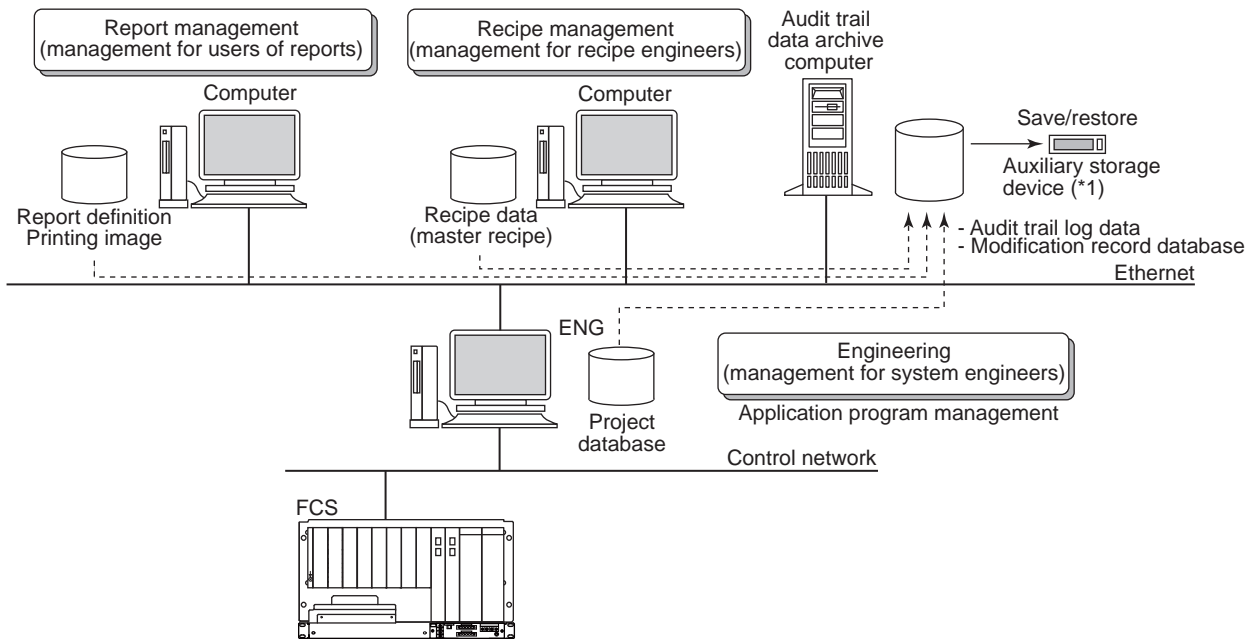 Report management
(management for users of reports)
Recipe management
(management for recipe engineers)
Audit trail
data archive
computer
Computer
Computer
Save/restore
Auxiliary storage
device (*1)
Report definition
Printing image
Recipe data
(master recipe)
- Audit trail log data
- Modification record database
Ethernet
ENG
Project
database
Engineering
(management for system engineers)
Application program management
Control network
FCS